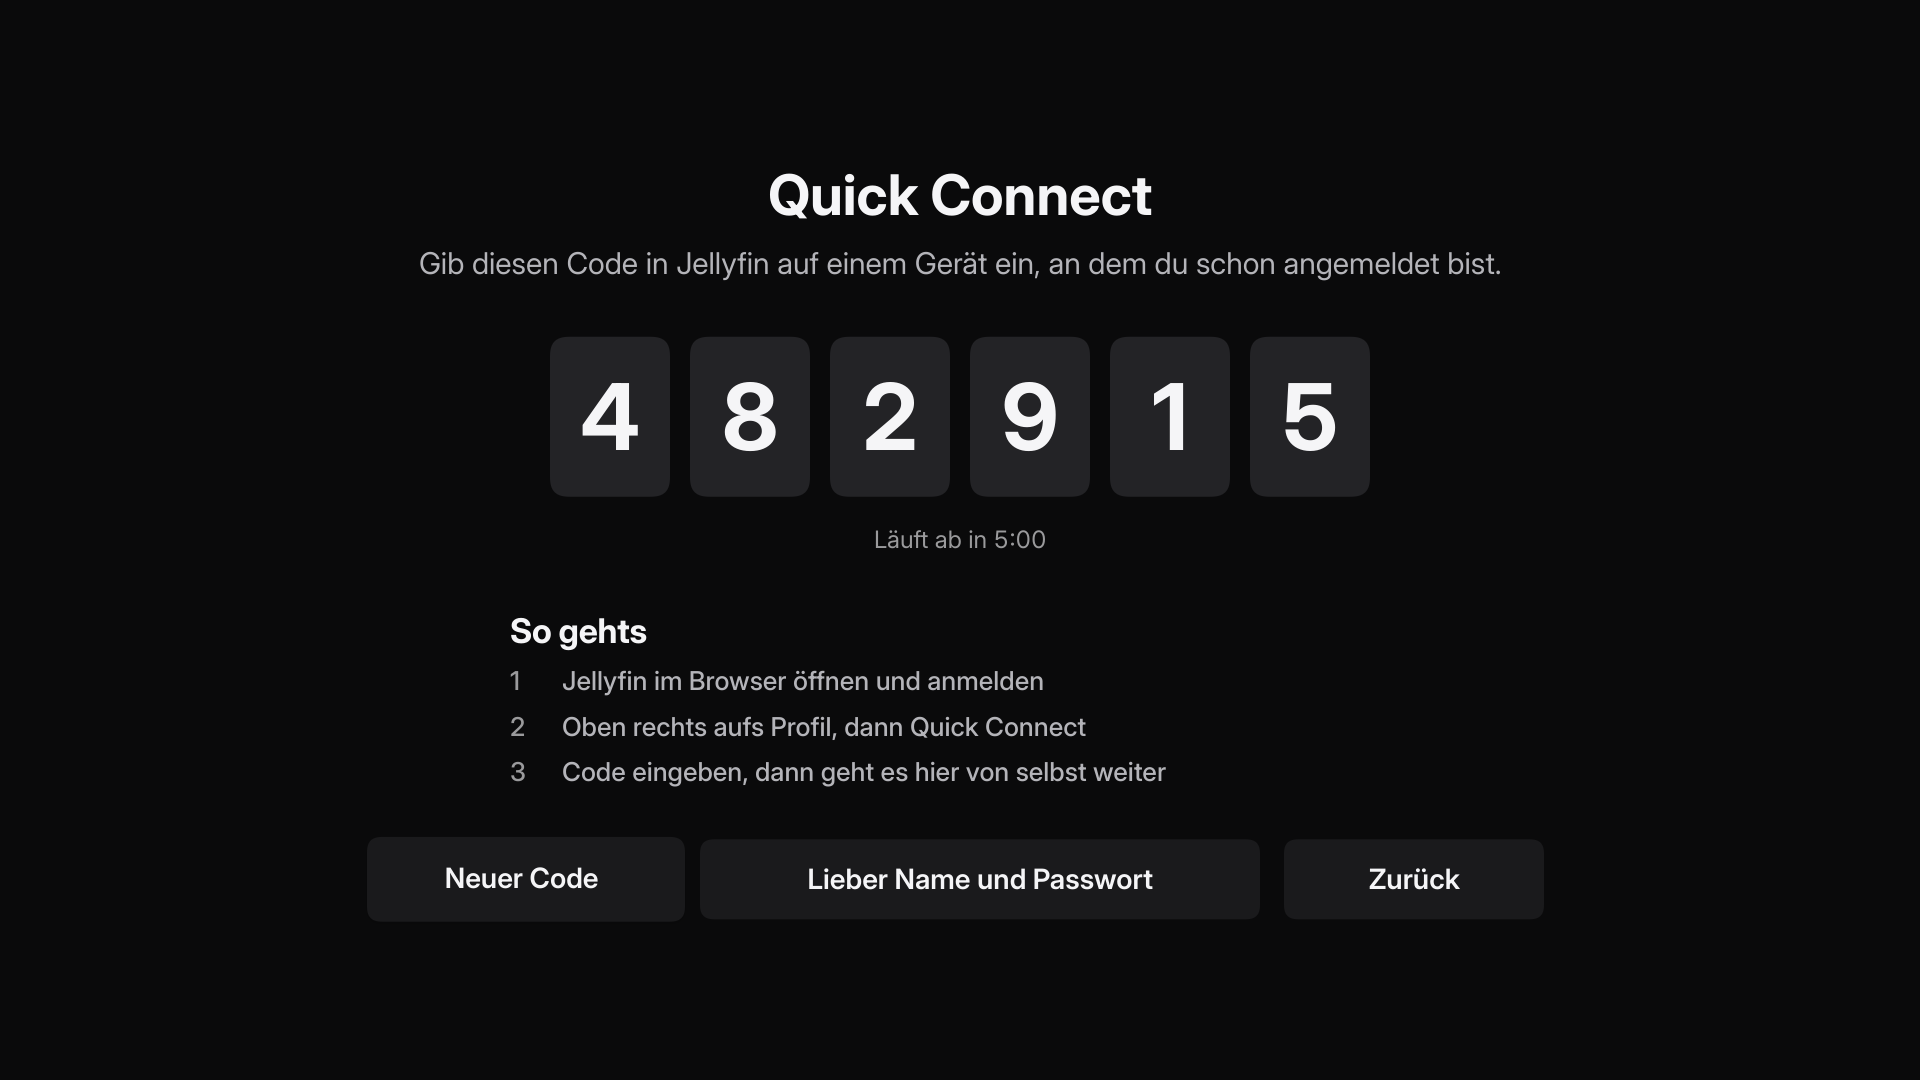 Quick Connect
Gib diesen Code in Jellyfin auf einem Gerät ein, an dem du schon angemeldet bist.
4 8 2 9 1 5
Läuft ab in 5:00
So gehts
1 Jellyfin im Browser öffnen und anmelden
2 Oben rechts aufs Profil, dann Quick Connect
3 Code eingeben, dann geht es hier von selbst weiter
Neuer Code Lieber Name und Passwort Zurück